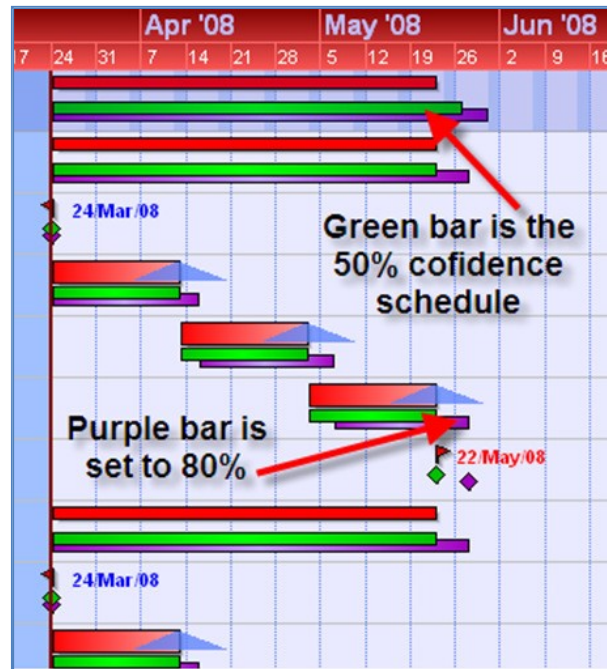 Apr '08 May '08 Jun '08
17 24 31 7 14 21 28 5 12 19 26 2 9 16
24/Mar/08
Green bar is the
50% cofidence
schedule
Purple bar is
set to 80%
22/May/08
24/Mar/08